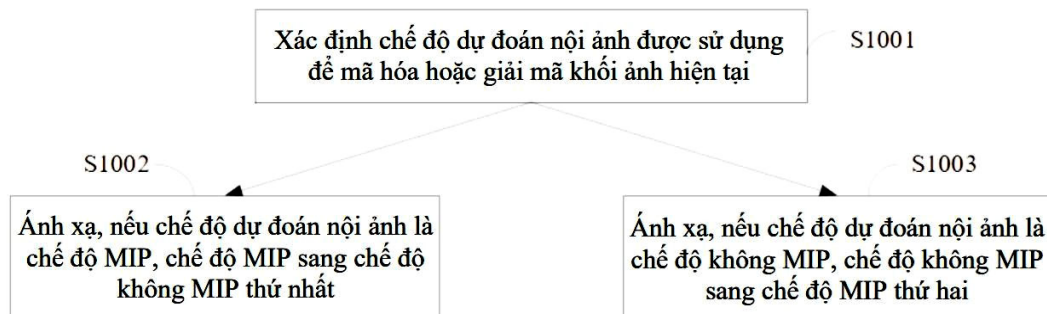 Xác định chế độ dự đoán nội ảnh được sử dụng
để mã hóa hoặc giải mã khối ảnh hiện tại
S1001
S1002
Ánh xạ, nếu chế độ dự đoán nội ảnh là
chế độ MIP, chế độ MIP sang chế độ
không MIP thứ nhất
S1003
Ánh xạ, nếu chế độ dự đoán nội ảnh là
chế độ không MIP, chế độ không MIP
sang chế độ MIP thứ hai